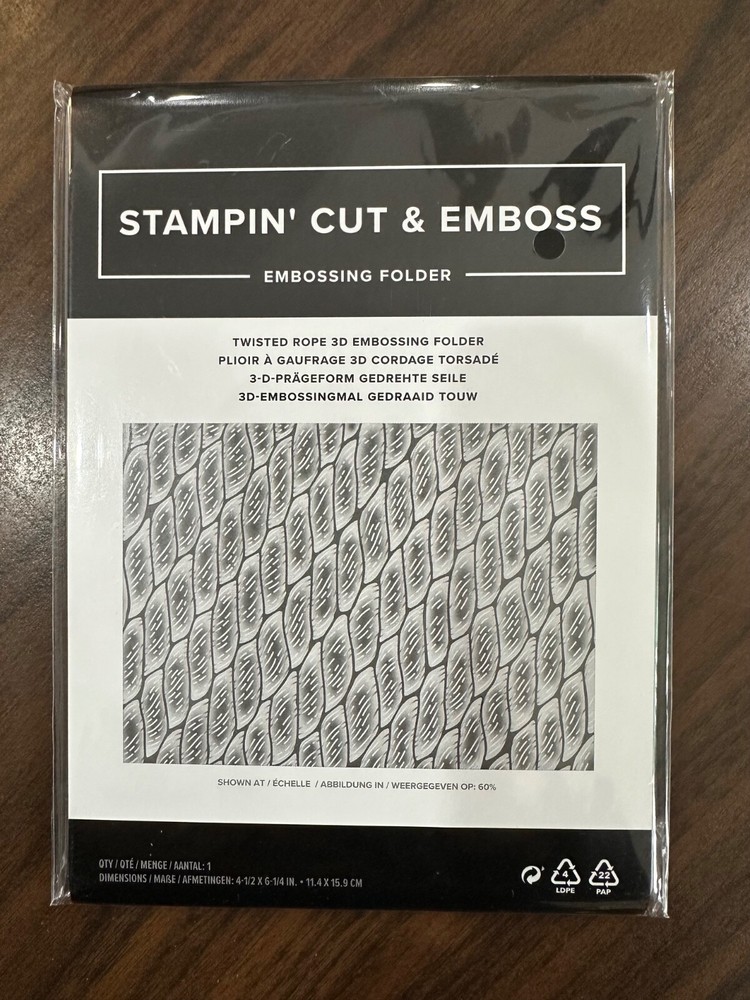 STAMPIN' CUT & EMBOSS
EMBOSSING FOLDER
TWISTED ROPE 3D EMBOSSING FOLDER
PLIOIR À GAUFRAGE 3D CORDAGE TORSADÉ
3-D-PRÄGEFORM GEDREHTE SEILE
3D-EMBOSSINGMAL GEDRAAID TOUW
SHOWN AT / ÉCHELLE / ABBILDUNG IN / WEERGEGEVEN OP: 60%
QTY / QTÉ / MENGE / AANTAL: 1
DIMENSIONS / MAßE / AFMETINGEN: 4-1/2 X 6-1/4 IN. • 11.4 X 15.9 CM
4
LDPE
22
PAP